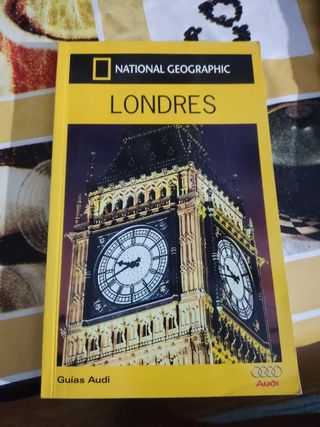 NATIONAL GEOGRAPHIC
LONDRES
Guías Audi
Audi